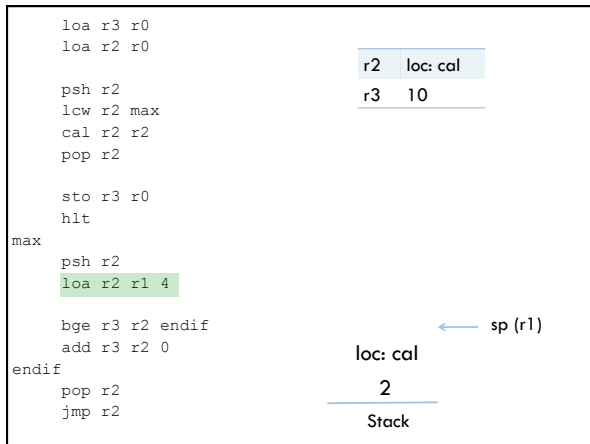 loa r3 r0
loa r2 r0
psh r2
lcw r2 max
cal r2 r2
pop r2
sto r3 r0
hlt
max
psh r2
loa r2 r1 4
bge r3 r2 endif
add r3 r2 0
endif
pop r2
jmp r2
r2 loc: cal
r3 10
sp (r1)
loc: cal
2
Stack